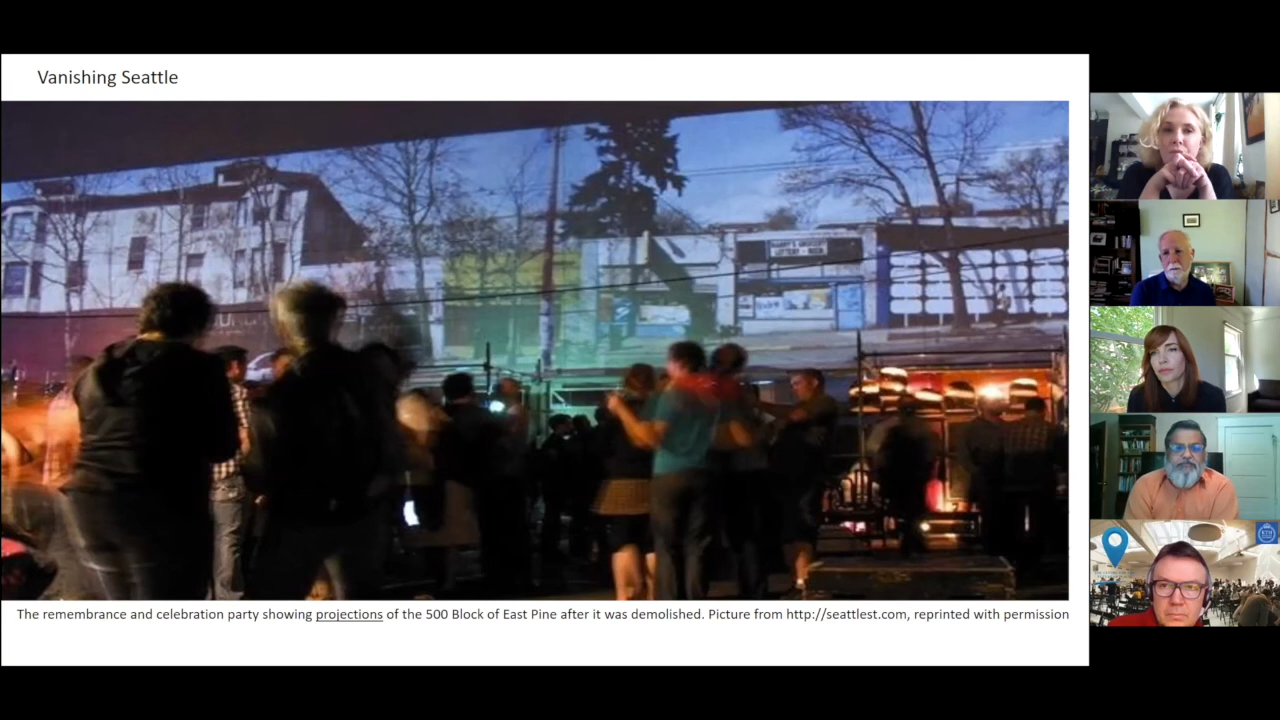 Vanishing Seattle
The remembrance and celebration party showing projections of the 500 Block of East Pine after it was demolished. Picture from http://seattlest.com, reprinted with permission